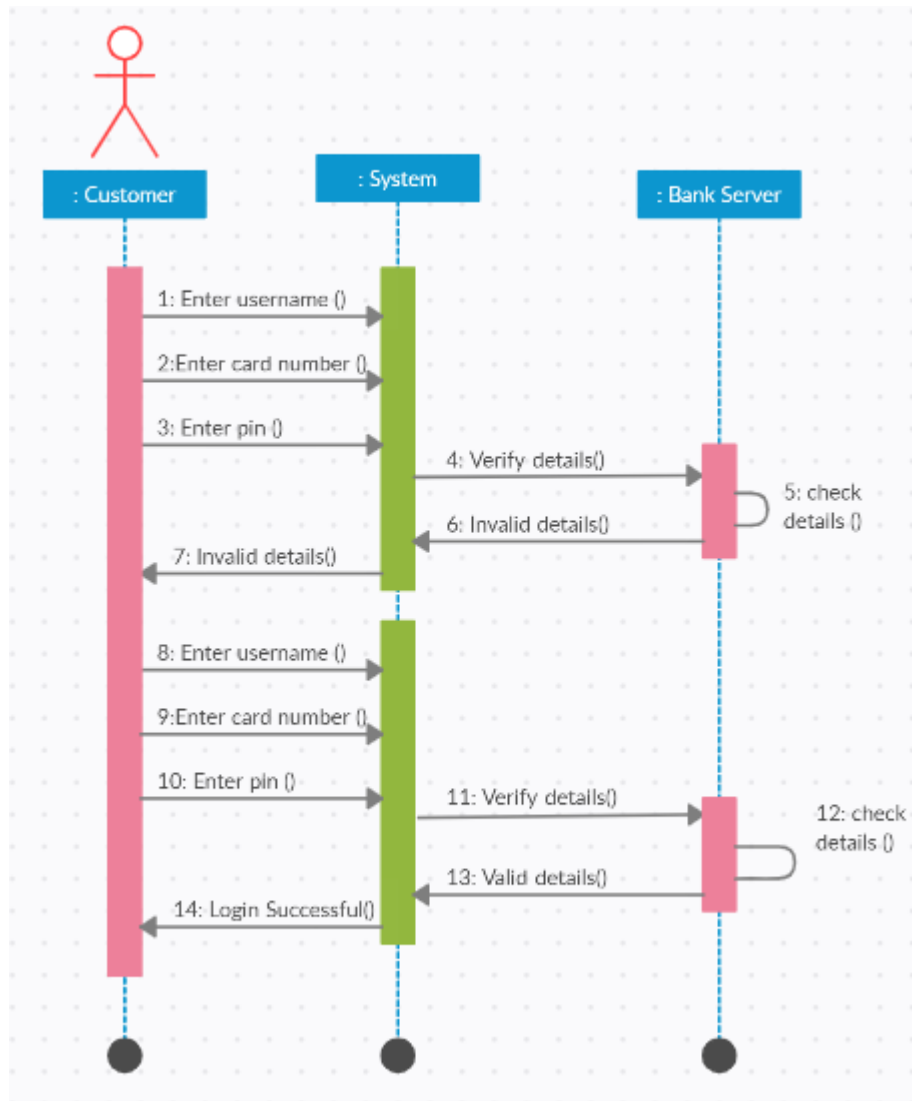 : Customer
: System
: Bank Server
1: Enter username ()
2:Enter card number ()
3: Enter pin ()
4: Verify details()
5: check
details ()
6: Invalid details()
7: Invalid details()
8: Enter username ()
9:Enter card number ()
10: Enter pin ()
11: Verify details()
12: check
details ()
13: Valid details()
14: Login Successful()